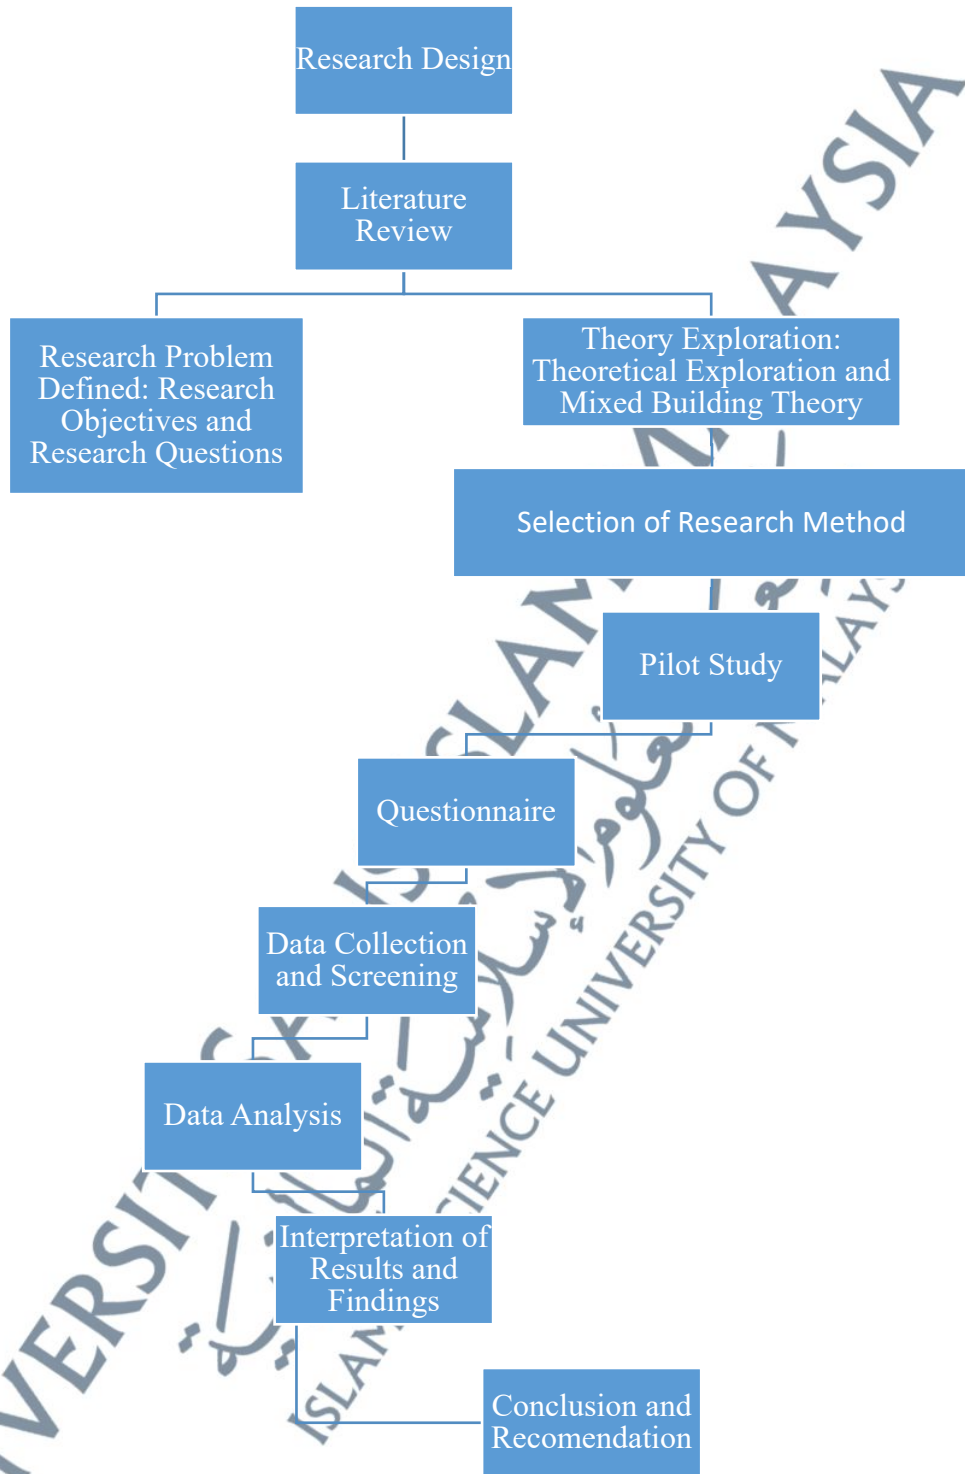 Research Design
Literature
Review
Research Problem
Defined: Research
Objectives and
Research Questions
Theory Exploration:
Theoretical Exploration and
Mixed Building Theory
Selection of Research Method
Pilot Study
Questionnaire
Data Collection
and Screening
Data Analysis
Interpretation of
Results and
Findings
Conclusion and
Recomendation
UNIVERSITY OF